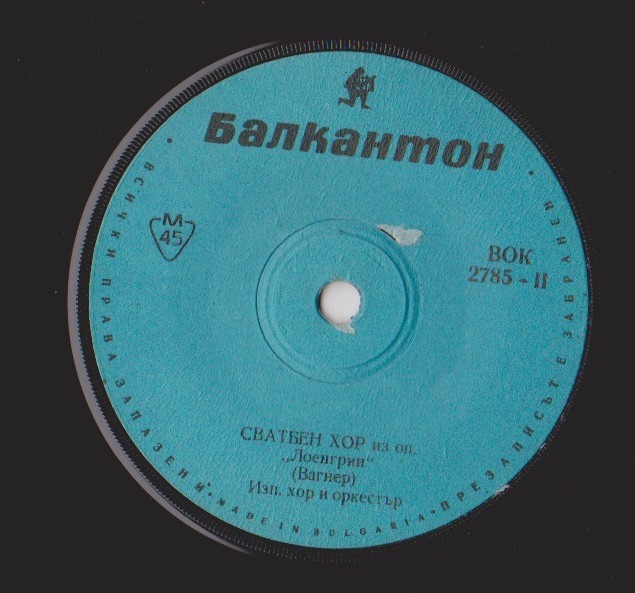 Балкантон
М
45
ВОК
2785 - II
СВАТБЕН ХОР из оп.
„Лоенгрин"
(Вагнер)
Изп. хор и оркестър
• ВСИЧКИ ПРАВА ЗАПАЗЕНИ • MADE IN BULGARIA • ПРЕЗАПИСЪТ Е ЗАБРАНЕН •